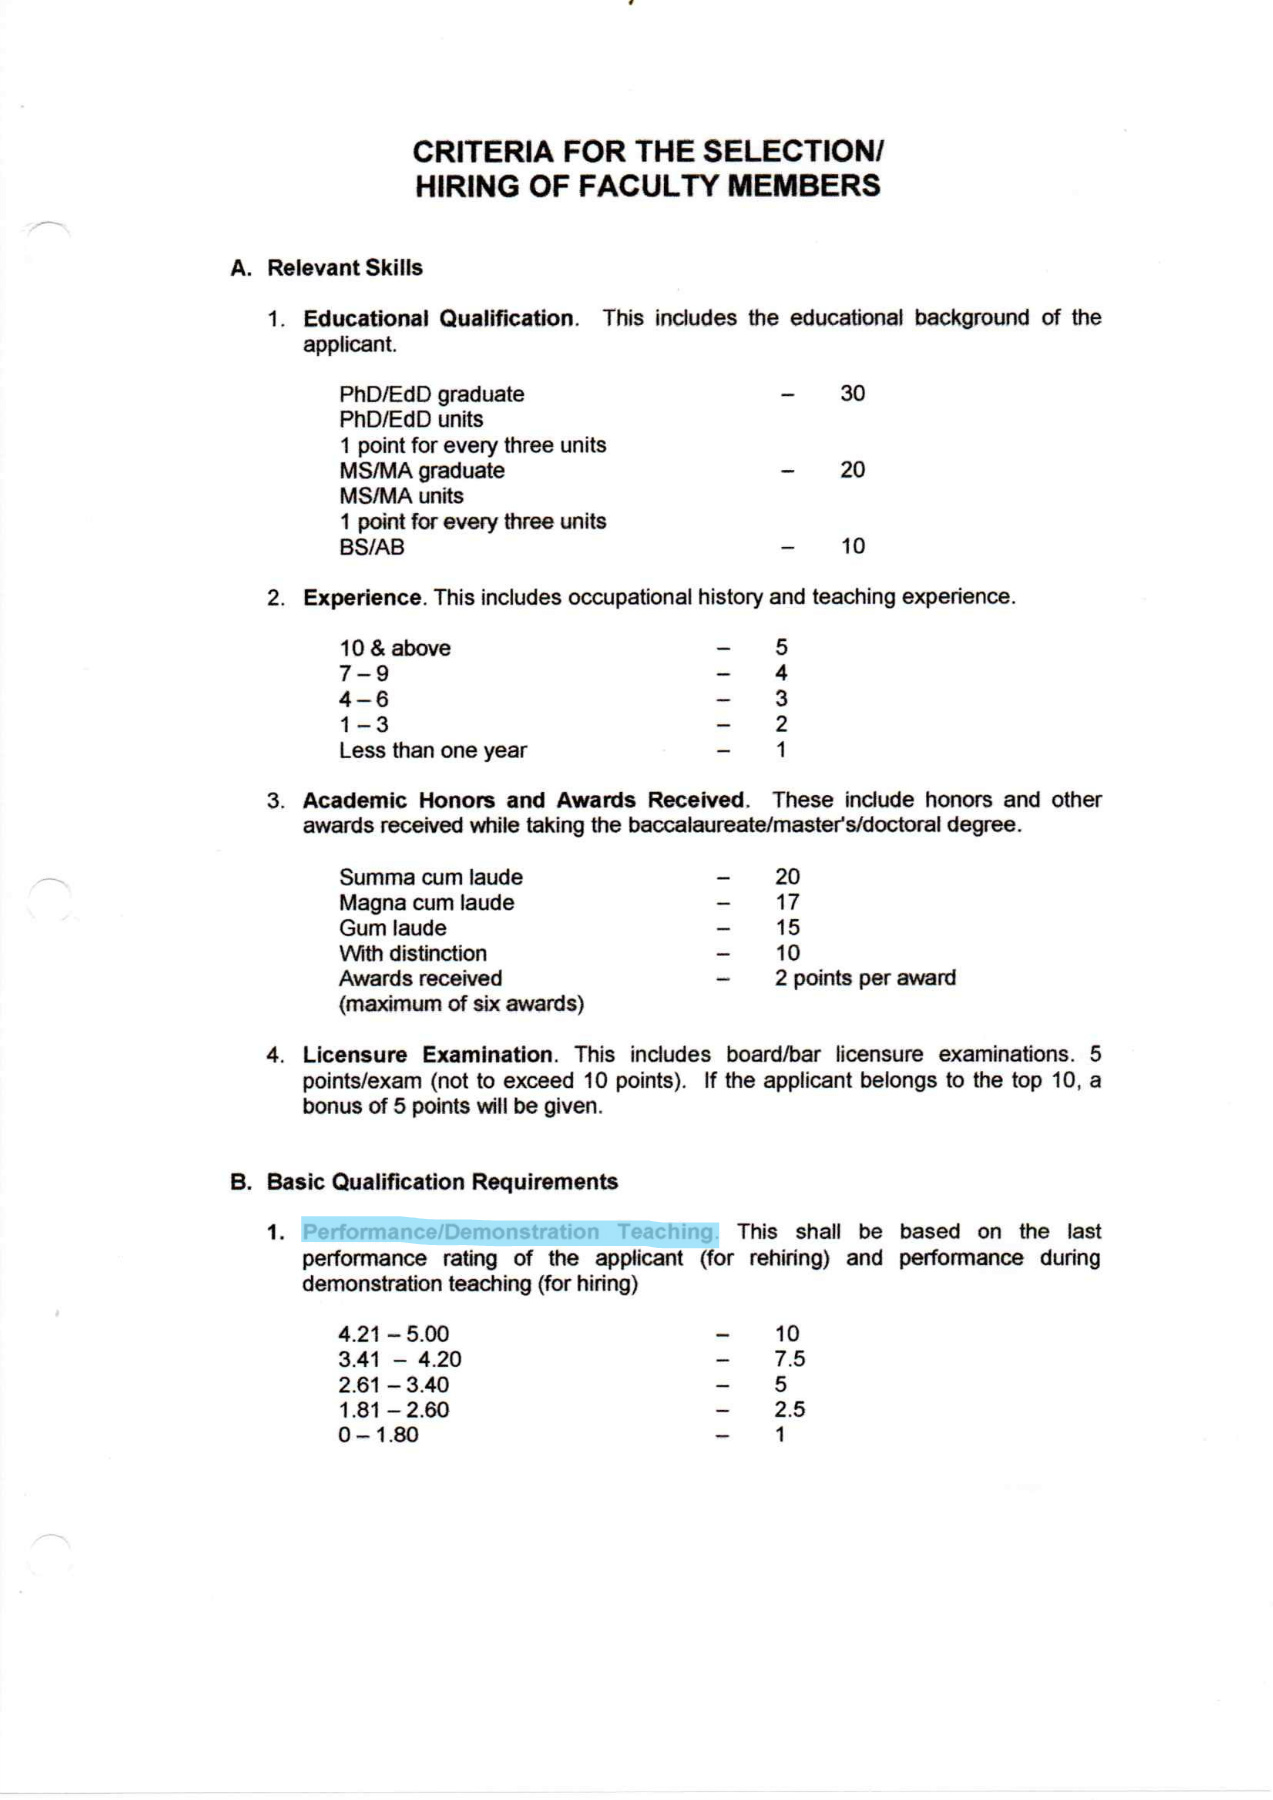 CRITERIA FOR THE SELECTION/
HIRING OF FACULTY MEMBERS
A. Relevant Skills
1. Educational Qualification. This includes the educational background of the
applicant.
PhD/EdD graduate – 30
PhD/EdD units
1 point for every three units
MS/MA graduate – 20
MS/MA units
1 point for every three units
BS/AB – 10
2. Experience. This includes occupational history and teaching experience.
10 & above – 5
7 – 9 – 4
4 – 6 – 3
1 – 3 – 2
Less than one year – 1
3. Academic Honors and Awards Received. These include honors and other
awards received while taking the baccalaureate/master's/doctoral degree.
Summa cum laude – 20
Magna cum laude – 17
Gum laude – 15
With distinction – 10
Awards received – 2 points per award
(maximum of six awards)
4. Licensure Examination. This includes board/bar licensure examinations. 5
points/exam (not to exceed 10 points). If the applicant belongs to the top 10, a
bonus of 5 points will be given.
B. Basic Qualification Requirements
1. Performance/Demonstration Teaching. This shall be based on the last
performance rating of the applicant (for rehiring) and performance during
demonstration teaching (for hiring)
4.21 – 5.00 – 10
3.41 – 4.20 – 7.5
2.61 – 3.40 – 5
1.81 – 2.60 – 2.5
0 – 1.80 – 1